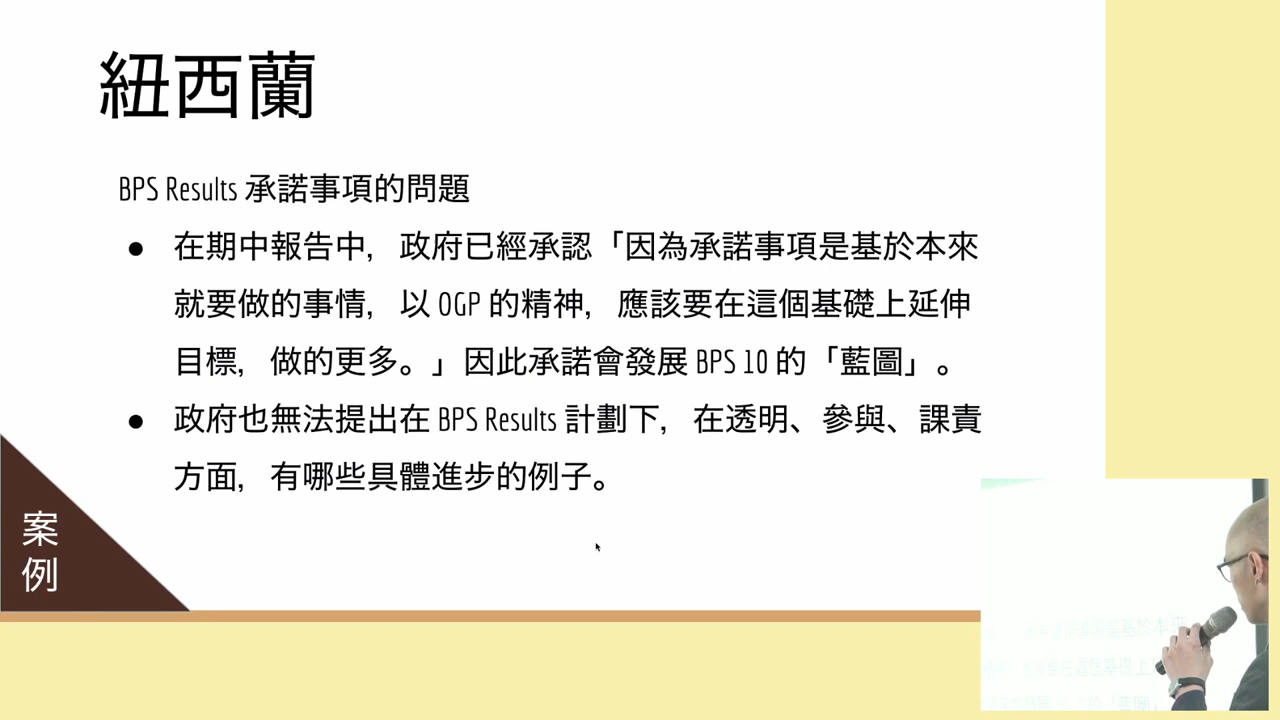 紐西蘭
BPS Results 承諾事項的問題
● 在期中報告中，政府已經承認「因為承諾事項是基於本來
就要做的事情，以 OGP 的精神，應該要在這個基礎上延伸
目標，做的更多。」因此承諾會發展 BPS 10 的「藍圖」。
● 政府也無法提出在 BPS Results 計劃下，在透明、參與、課責
方面，有哪些具體進步的例子。
案
例